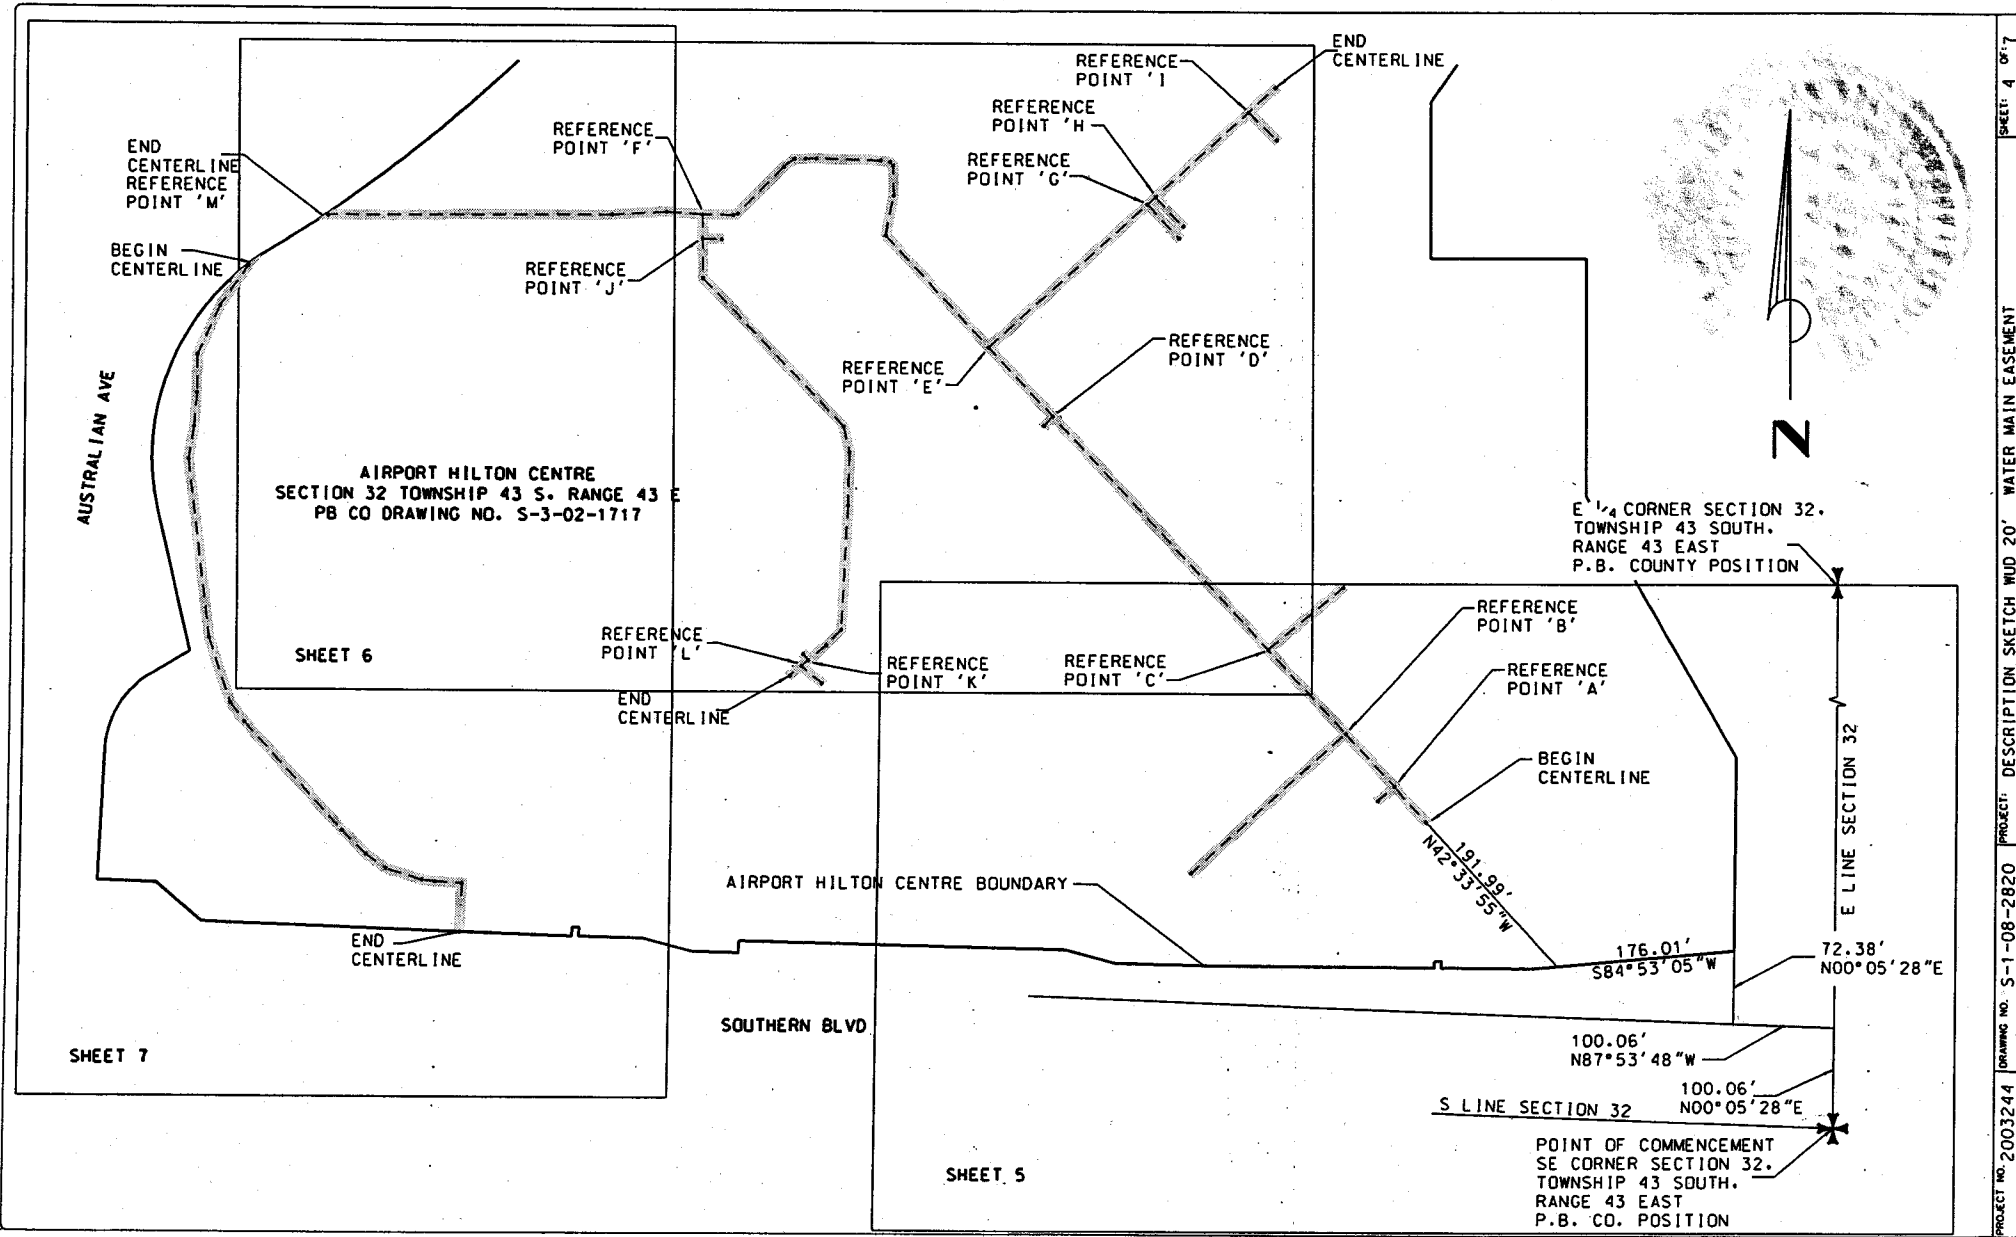 END
CENTERLINE
REFERENCE
POINT 'I
REFERENCE
POINT 'H
REFERENCE
POINT 'G'
REFERENCE
POINT 'F'
END
CENTERLINE
REFERENCE
POINT 'M'
BEGIN
CENTERLINE
REFERENCE
POINT 'J'
REFERENCE
POINT 'D'
REFERENCE
POINT 'E'
AUSTRALIAN AVE
AIRPORT HILTON CENTRE
SECTION 32 TOWNSHIP 43 S. RANGE 43 E
PB CO DRAWING NO. S-3-02-1717
N
E 1/4 CORNER SECTION 32.
TOWNSHIP 43 SOUTH.
RANGE 43 EAST
P.B. COUNTY POSITION
REFERENCE
POINT 'B'
REFERENCE
POINT 'A'
REFERENCE
POINT 'L'
REFERENCE
POINT 'K'
REFERENCE
POINT 'C'
SHEET 6
END
CENTERLINE
BEGIN
CENTERLINE
E LINE SECTION 32
191.99'
N42°33'55"W
AIRPORT HILTON CENTRE BOUNDARY
END
CENTERLINE
176.01'
S84°53'05"W
72.38'
N00°05'28"E
SOUTHERN BLVD
SHEET 7
100.06'
N87°53'48"W
100.06'
N00°05'28"E
S LINE SECTION 32
POINT OF COMMENCEMENT
SE CORNER SECTION 32.
TOWNSHIP 43 SOUTH.
RANGE 43 EAST
P.B. CO. POSITION
SHEET 5
PROJECT NO. 2003244 DRAWING NO. S-1-08-2820 PROJECT: DESCRIPTION SKETCH WUD 20' WATER MAIN EASEMENT SHEET: 4 OF: 7